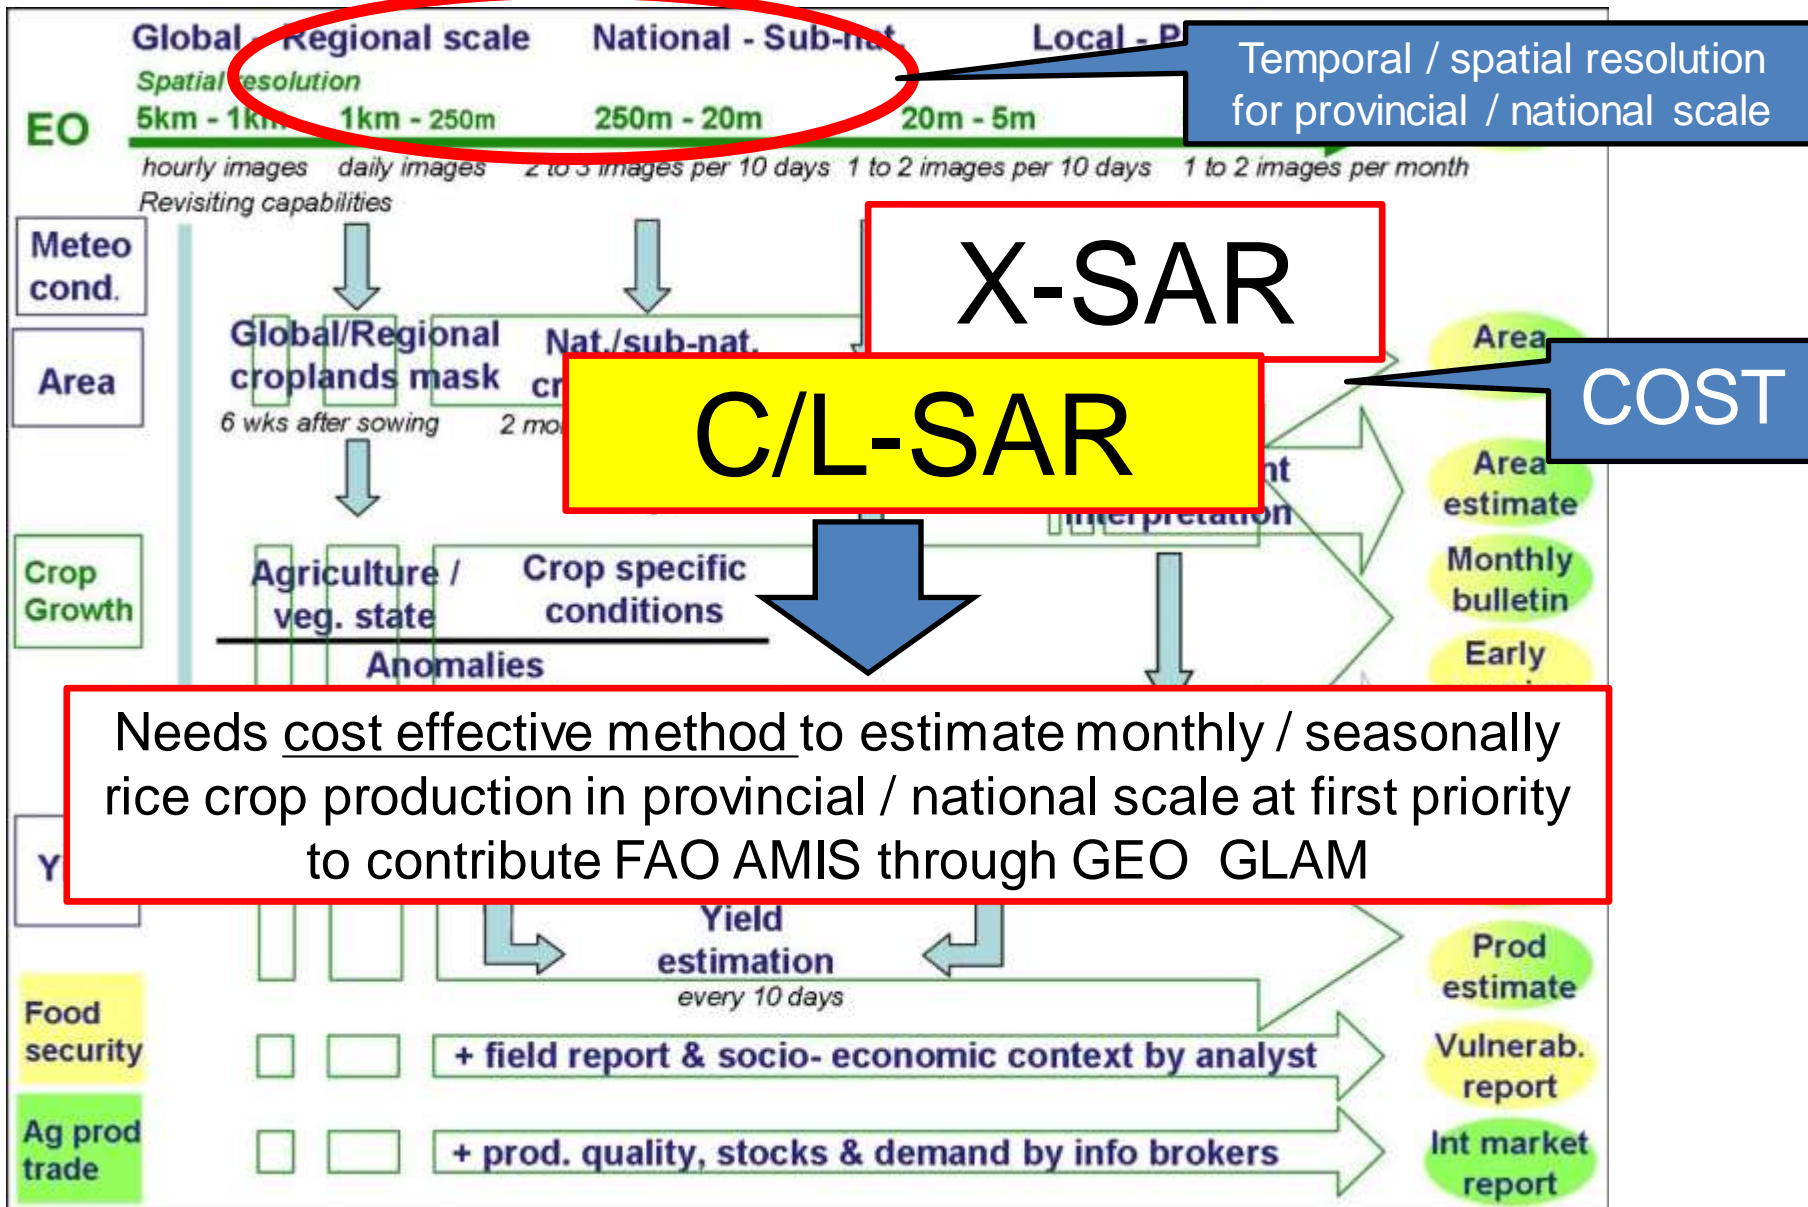 Global - Regional scale
National - Sub-nat.
Local -
Temporal / spatial resolution
for provincial / national scale
Spatial resolution
EO
5km - 1km
1km - 250m
250m - 20m
20m - 5m
hourly images
daily images
2 to 3 images per 10 days
1 to 2 images per 10 days
1 to 2 images per month
Revisiting capabilities
Meteo
cond.
X-SAR
Area
Global/Regional
croplands mask
6 wks after sowing
Nat./sub-nat.
2
C/L-SAR
COST
Area
Area
estimate
interpretation
Crop
Growth
Agriculture /
veg. state
Crop specific
conditions
Anomalies
Monthly
bulletin
Early
Needs cost effective method to estimate monthly / seasonally
rice crop production in provincial / national scale at first priority
to contribute FAO AMIS through GEO GLAM
Yield
estimation
every 10 days
Prod
estimate
Food
security
+ field report & socio- economic context by analyst
Vulnerab.
report
Ag prod
trade
+ prod. quality, stocks & demand by info brokers
Int market
report